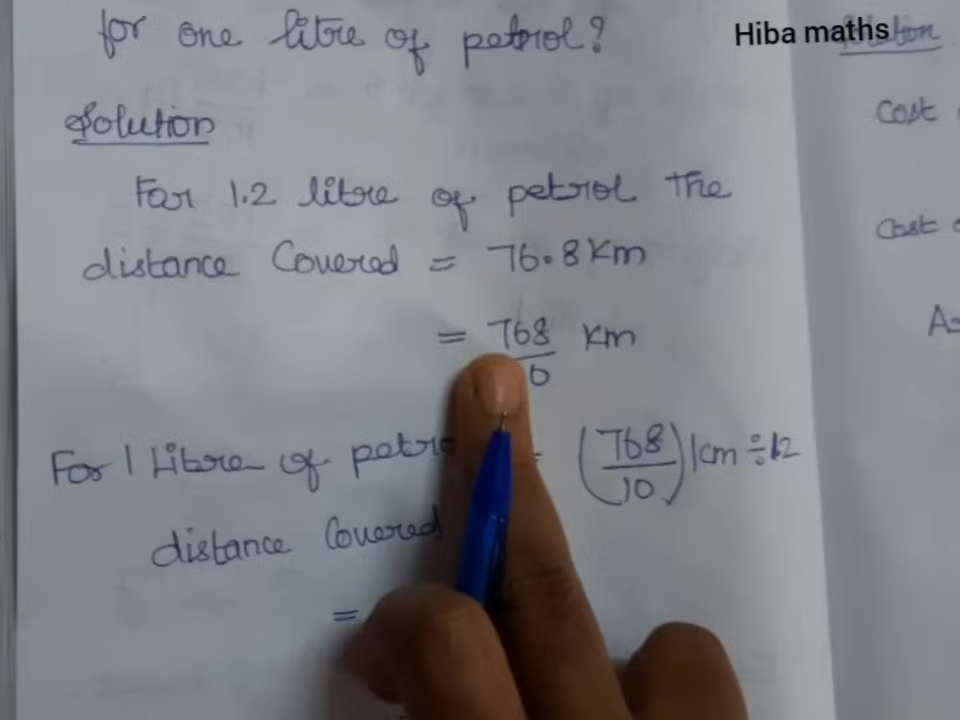 for one litre of petrol?
Hiba maths
Solution
For 1.2 litre of petrol the
distance Covered = 76.8 Km
= 768 Km
0
For 1 Litre of petr = (768/10) km ÷ 12
distance Covered
=
Cost
Cost